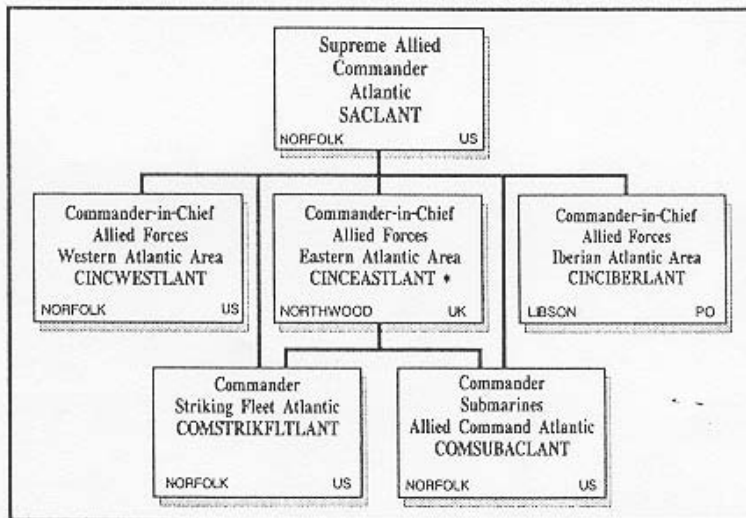 Supreme Allied
Commander
Atlantic
SACLANT
NORFOLK US
Commander-in-Chief
Allied Forces
Western Atlantic Area
CINCWESTLANT
NORFOLK US
Commander-in-Chief
Allied Forces
Eastern Atlantic Area
CINCEASTLANT *
NORTHWOOD UK
Commander-in-Chief
Allied Forces
Iberian Atlantic Area
CINCIBERLANT
LIBSON PO
Commander
Striking Fleet Atlantic
COMSTRIKFLTLANT
NORFOLK US
Commander
Submarines
Allied Command Atlantic
COMSUBACLANT
NORFOLK US